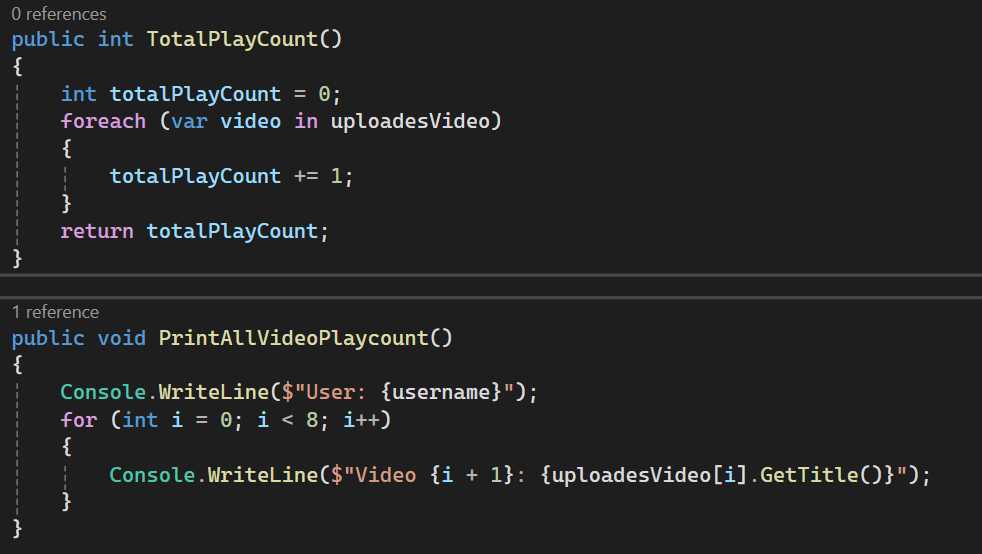 0 references
public int TotalPlayCount()
{
    int totalPlayCount = 0;
    foreach (var video in uploadesVideo)
    {
        totalPlayCount += 1;
    }
    return totalPlayCount;
}
1 reference
public void PrintAllVideoPlaycount()
{
    Console.WriteLine($"User: {username}");
    for (int i = 0; i < 8; i++)
    {
        Console.WriteLine($"Video {i + 1}: {uploadesVideo[i].GetTitle()}");
    }
}